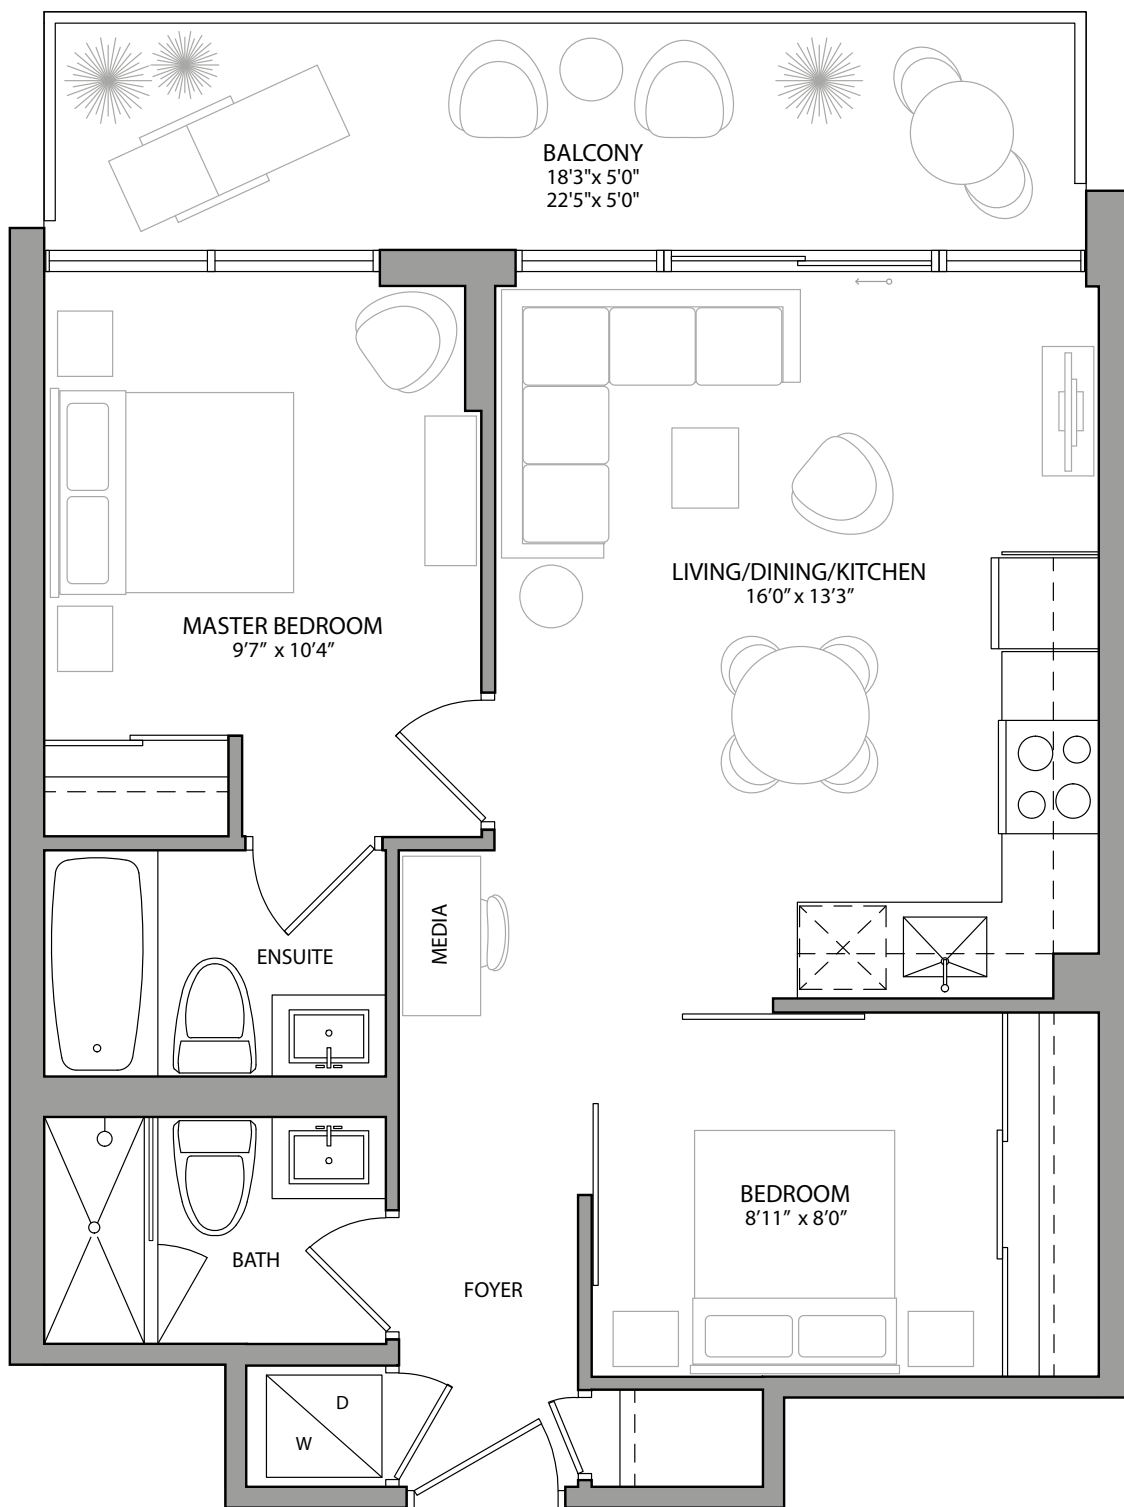 BALCONY
18'3"x 5'0"
22'5"x 5'0"
LIVING/DINING/KITCHEN
16’0” x 13’3”
MASTER BEDROOM
9’7” x 10’4”
MEDIA
ENSUITE
BEDROOM
8’11” x 8’0”
BATH
FOYER
D
W